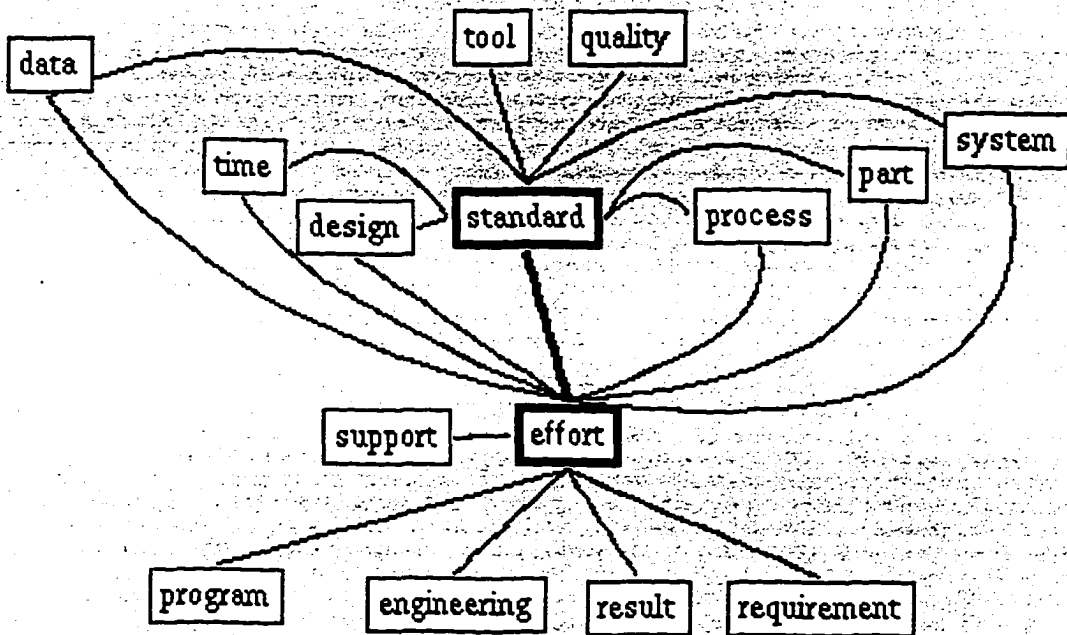 tool
quality
data
system
time
part
design
standard
process
support
effort
program
engineering
result
requirement